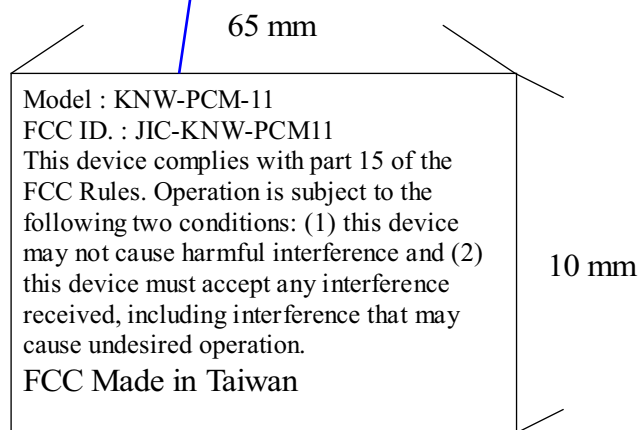 65 mm
Model : KNW-PCM-11
FCC ID. : JIC-KNW-PCM11
This device complies with part 15 of the
FCC Rules. Operation is subject to the
following two conditions: (1) this device
may not cause harmful interference and (2)
this device must accept any interference
received, including interference that may
cause undesired operation.
FCC Made in Taiwan
10 mm